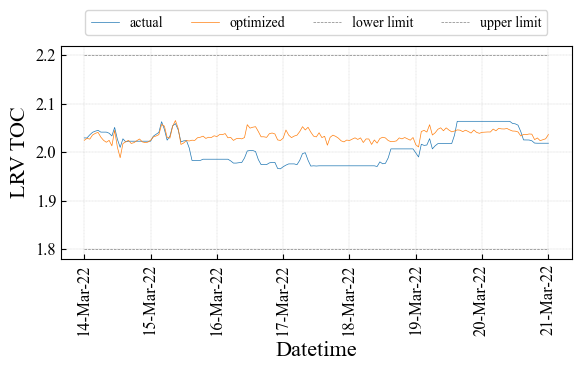 actual optimized lower limit upper limit
2.2
2.1
2.0
1.9
1.8
LRV TOC
14-Mar-22 15-Mar-22 16-Mar-22 17-Mar-22 18-Mar-22 19-Mar-22 20-Mar-22 21-Mar-22
Datetime